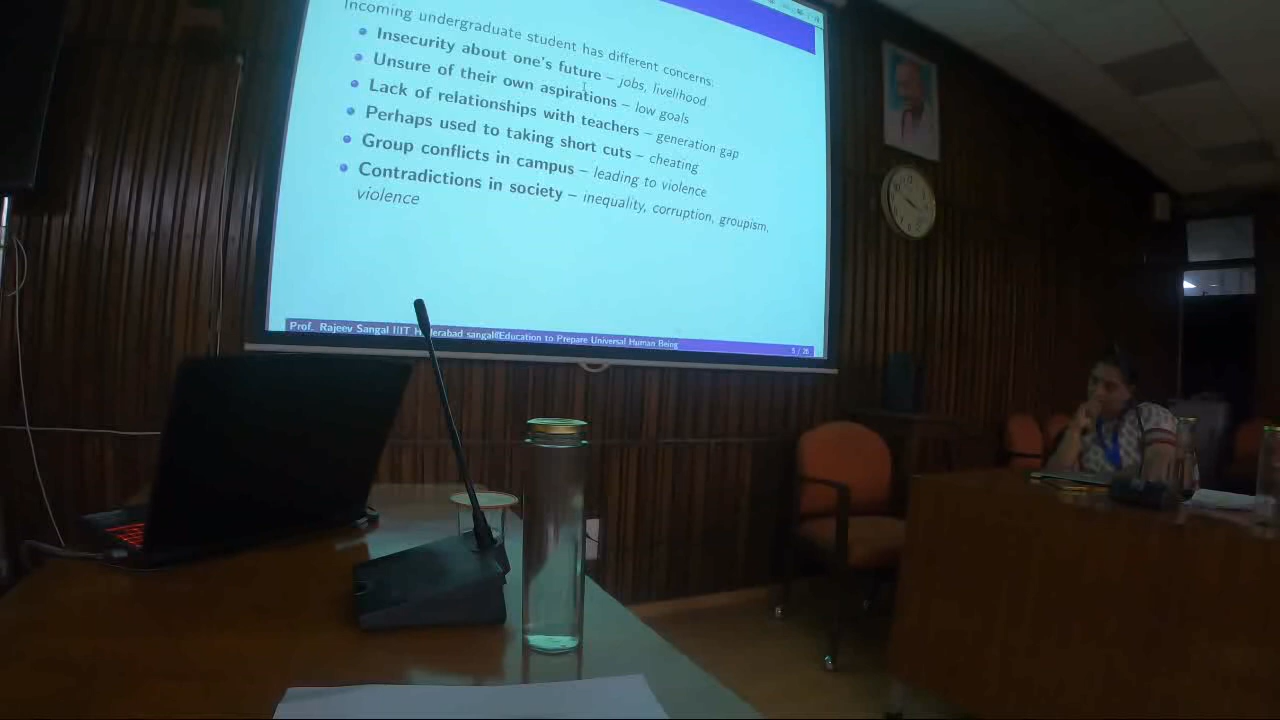 Incoming undergraduate student has different concerns:
Insecurity about one's future – jobs, livelihood
Unsure of their own aspirations – low goals
Lack of relationships with teachers – generation gap
Perhaps used to taking short cuts – cheating
Group conflicts in campus – leading to violence
Contradictions in society – inequality, corruption, groupism,
violence
Prof. Rajeev Sangal IIIT Hyderabad sangal@Education to Prepare Universal Human Being 5 / 26